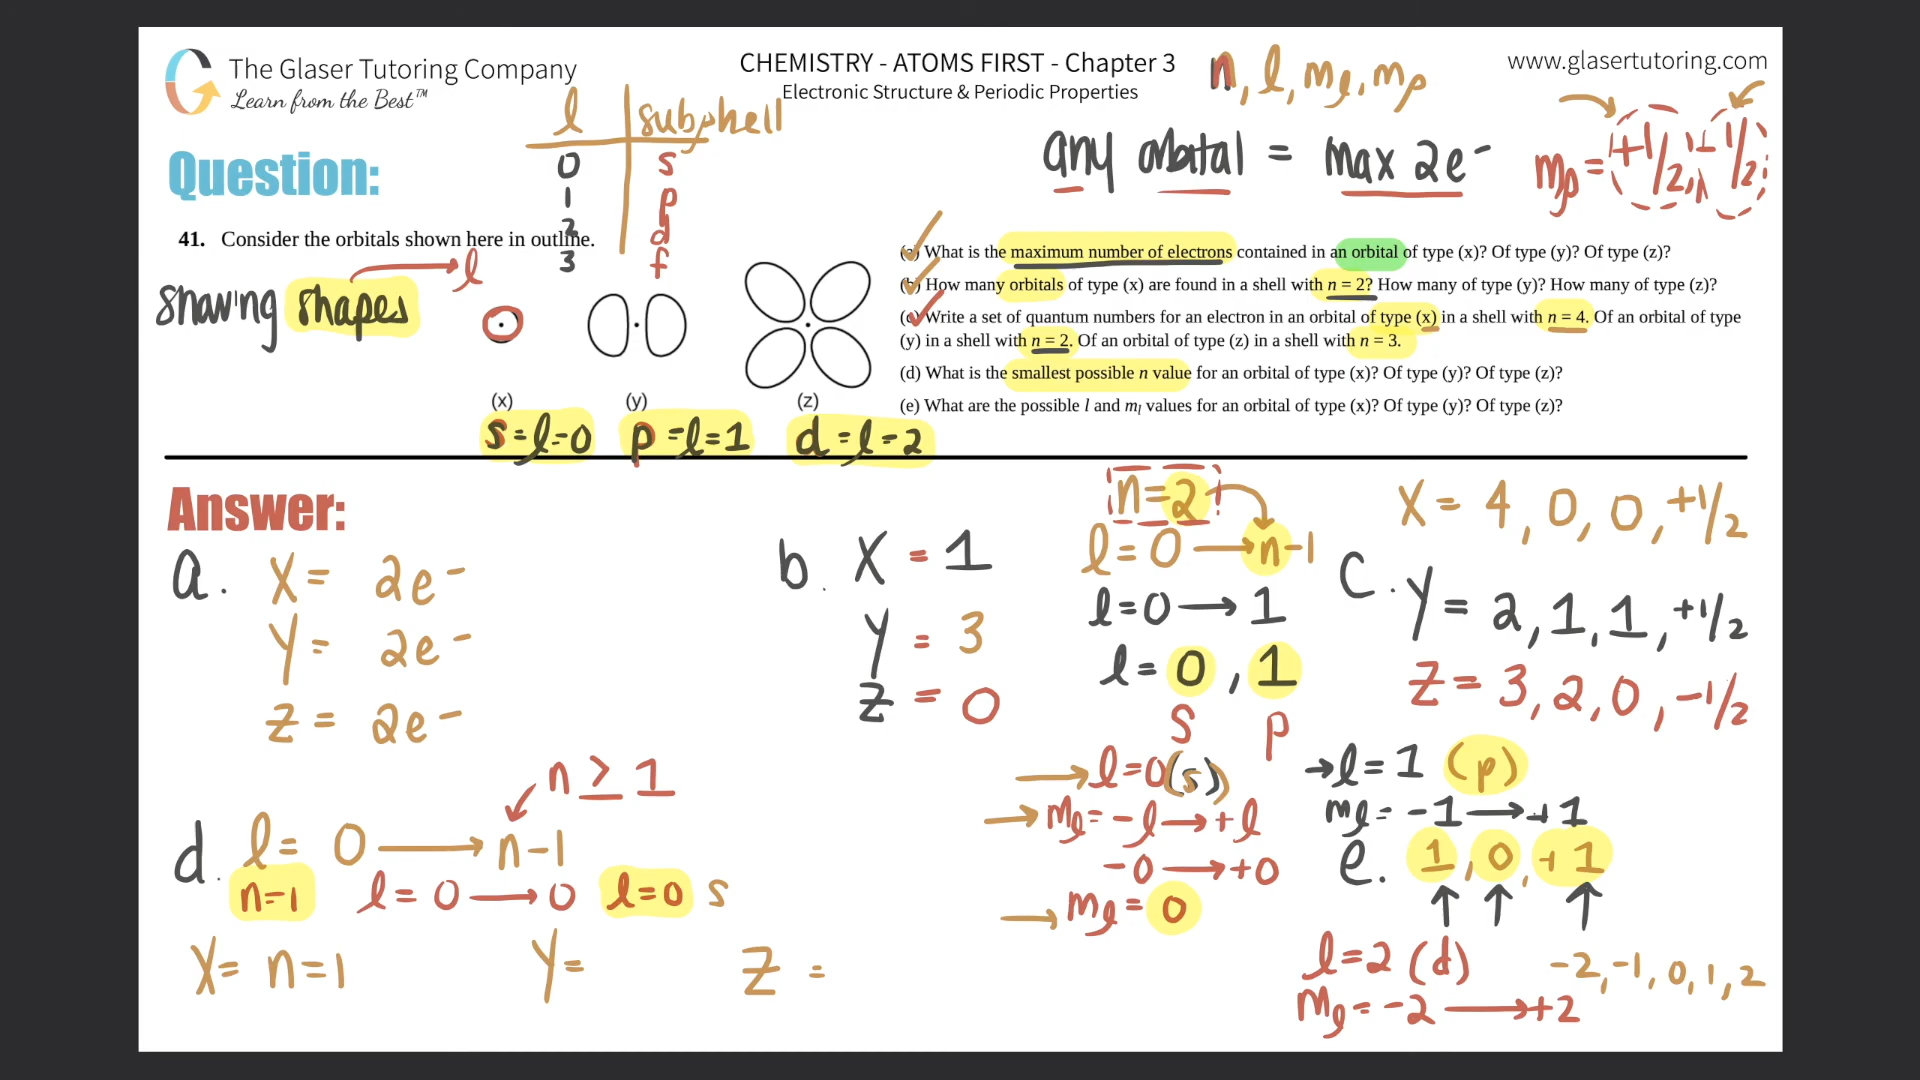 The Glaser Tutoring Company
Learn from the Best™
CHEMISTRY - ATOMS FIRST - Chapter 3
Electronic Structure & Periodic Properties
n, l, ml, ms
www.glasertutoring.com
l subshell
0 s
1 p
2 d
3 f
any orbital = max 2e-
ms = +1/2, -1/2
Question:
41. Consider the orbitals shown here in outline.
sharing shapes → l
(x) (y) (z)
s = l = 0
p = l = 1
d = l = 2
(a) What is the maximum number of electrons contained in an orbital of type (x)? Of type (y)? Of type (z)?
(b) How many orbitals of type (x) are found in a shell with n = 2? How many of type (y)? How many of type (z)?
(c) Write a set of quantum numbers for an electron in an orbital of type (x) in a shell with n = 4. Of an orbital of type
(y) in a shell with n = 2. Of an orbital of type (z) in a shell with n = 3.
(d) What is the smallest possible n value for an orbital of type (x)? Of type (y)? Of type (z)?
(e) What are the possible l and ml values for an orbital of type (x)? Of type (y)? Of type (z)?
Answer:
a. X = 2e-
Y = 2e-
Z = 2e-
b. X = 1
Y = 3
Z = 0
n=2
l = 0 → n-1
l = 0 → 1
l = 0, 1
s p
c. X = 4, 0, 0, +1/2
Y = 2, 1, 1, +1/2
Z = 3, 2, 0, -1/2
d. l = 0 → n-1
n ≥ 1
n=1 l = 0 → 0 l=0 s
X = n=1 Y = Z =
→ l=0 (s)
→ ml = -l → +l
-0 → +0
→ ml = 0
→ l = 1 (p)
ml = -1 → +1
e. 1, 0, +1
l=2 (d) -2, -1, 0, 1, 2
ml = -2 → +2